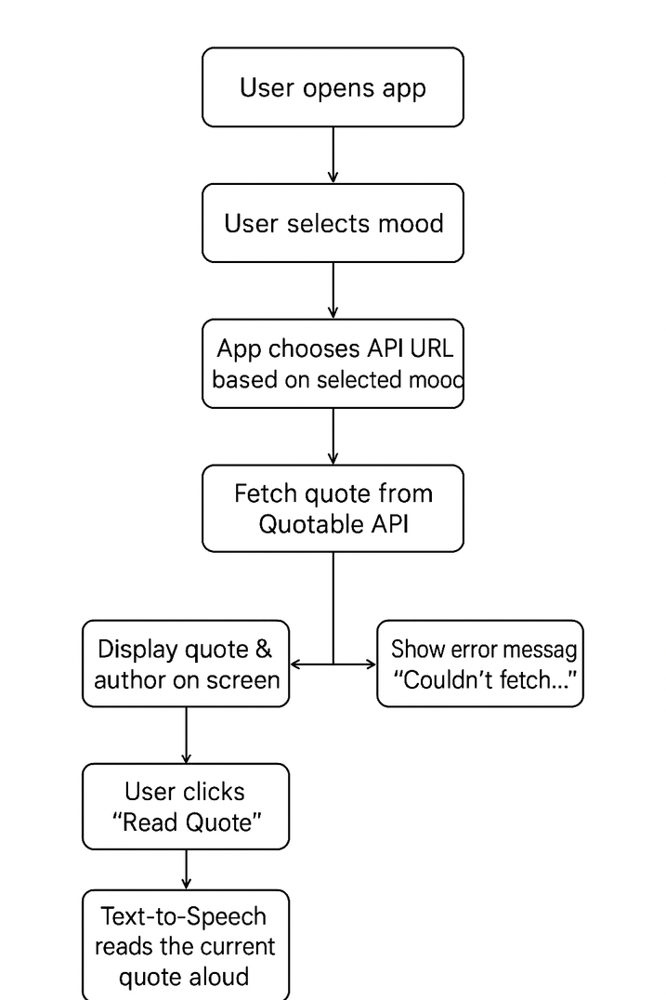 User opens app
User selects mood
App chooses API URL
based on selected mood
Fetch quote from
Quotable API
Display quote &
author on screen
Show error messag
“Couldn’t fetch...”
User clicks
“Read Quote”
Text-to-Speech
reads the current
quote aloud